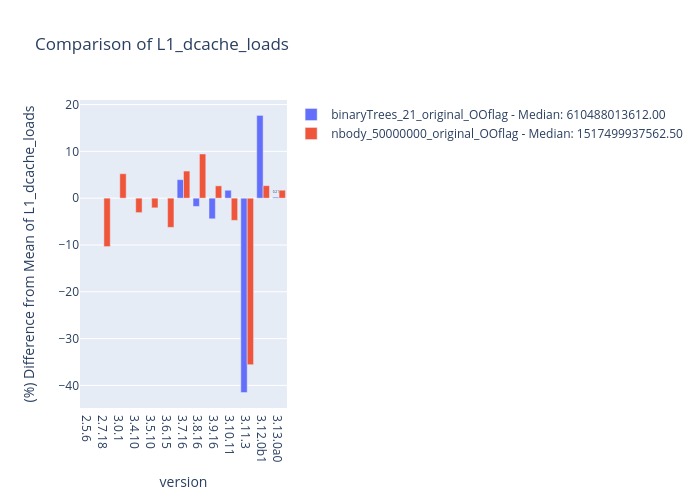 Comparison of L1_dcache_loads
binaryTrees_21_original_OOflag - Median: 610488013612.00
nbody_50000000_original_OOflag - Median: 1517499937562.50
(%) Difference from Mean of L1_dcache_loads
20
10
0
−10
−20
−30
−40
2.5.6
2.7.18
3.0.1
3.4.10
3.5.10
3.6.15
3.7.16
3.8.16
3.9.16
3.10.11
3.11.3
3.12.0b1
3.13.0a0
version